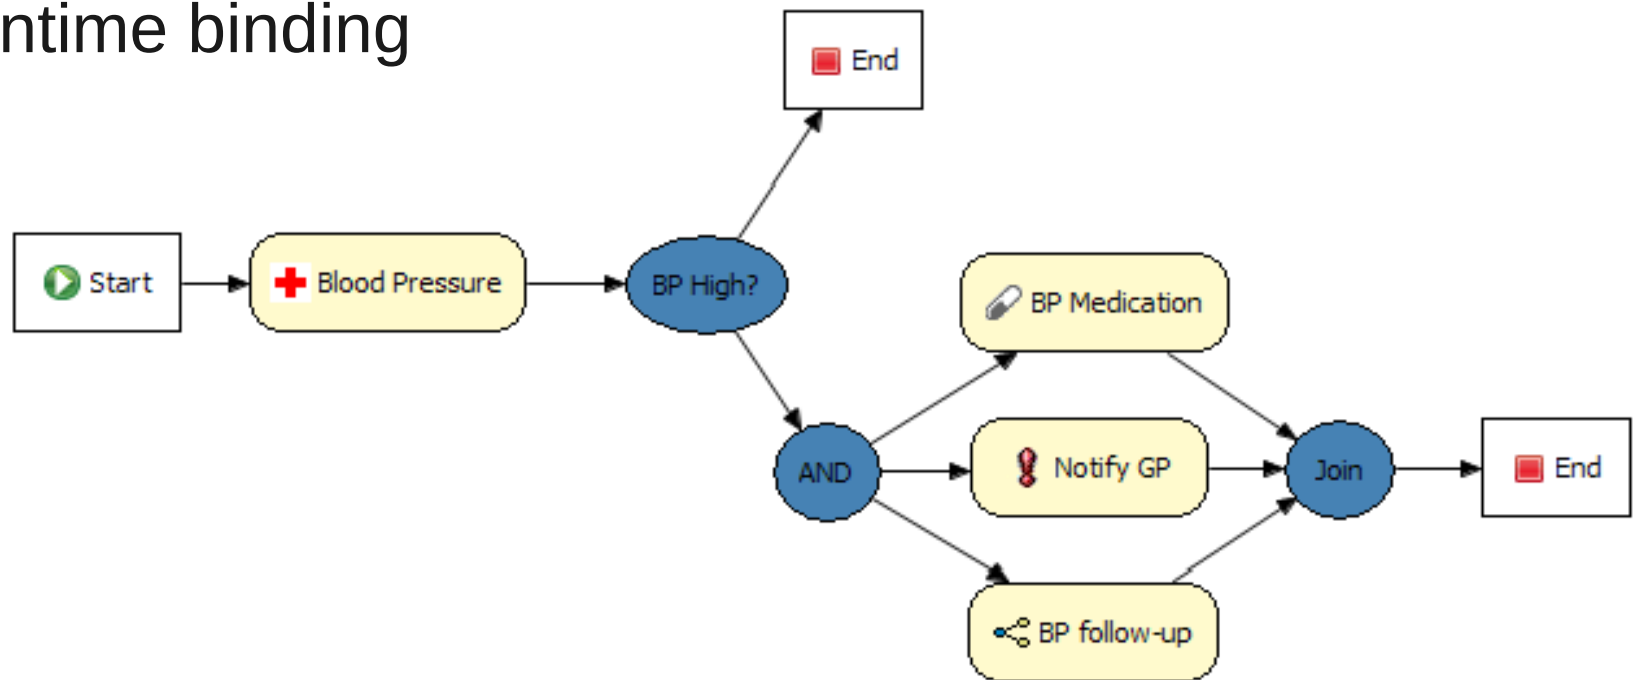 ntime binding
End
Start
Blood Pressure
BP High?
BP Medication
AND
Notify GP
Join
End
BP follow-up